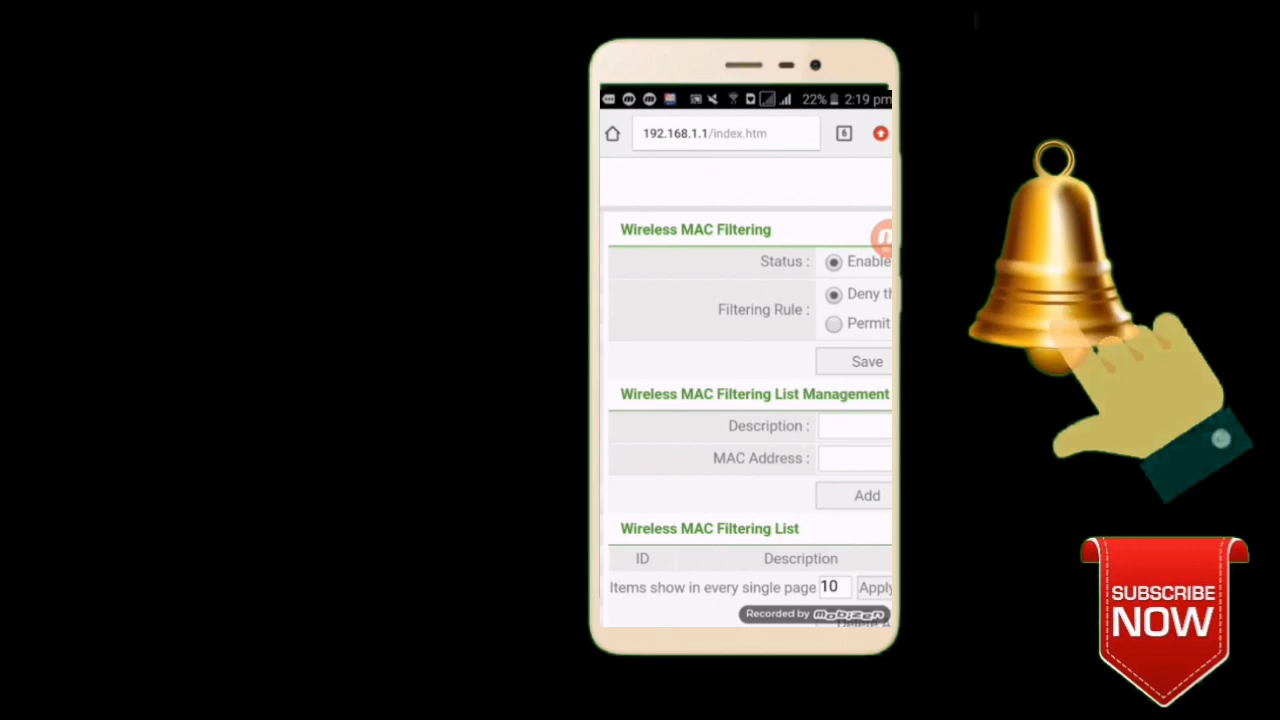 22% 2:19 pm
192.168.1.1/index.htm 6
Wireless MAC Filtering
Status : Enable
Filtering Rule : Deny th
Permit
Save
Wireless MAC Filtering List Management
Description :
MAC Address :
Add
Wireless MAC Filtering List
ID Description
Items show in every single page 10 Apply
Recorded by mobizen
SUBSCRIBE
NOW